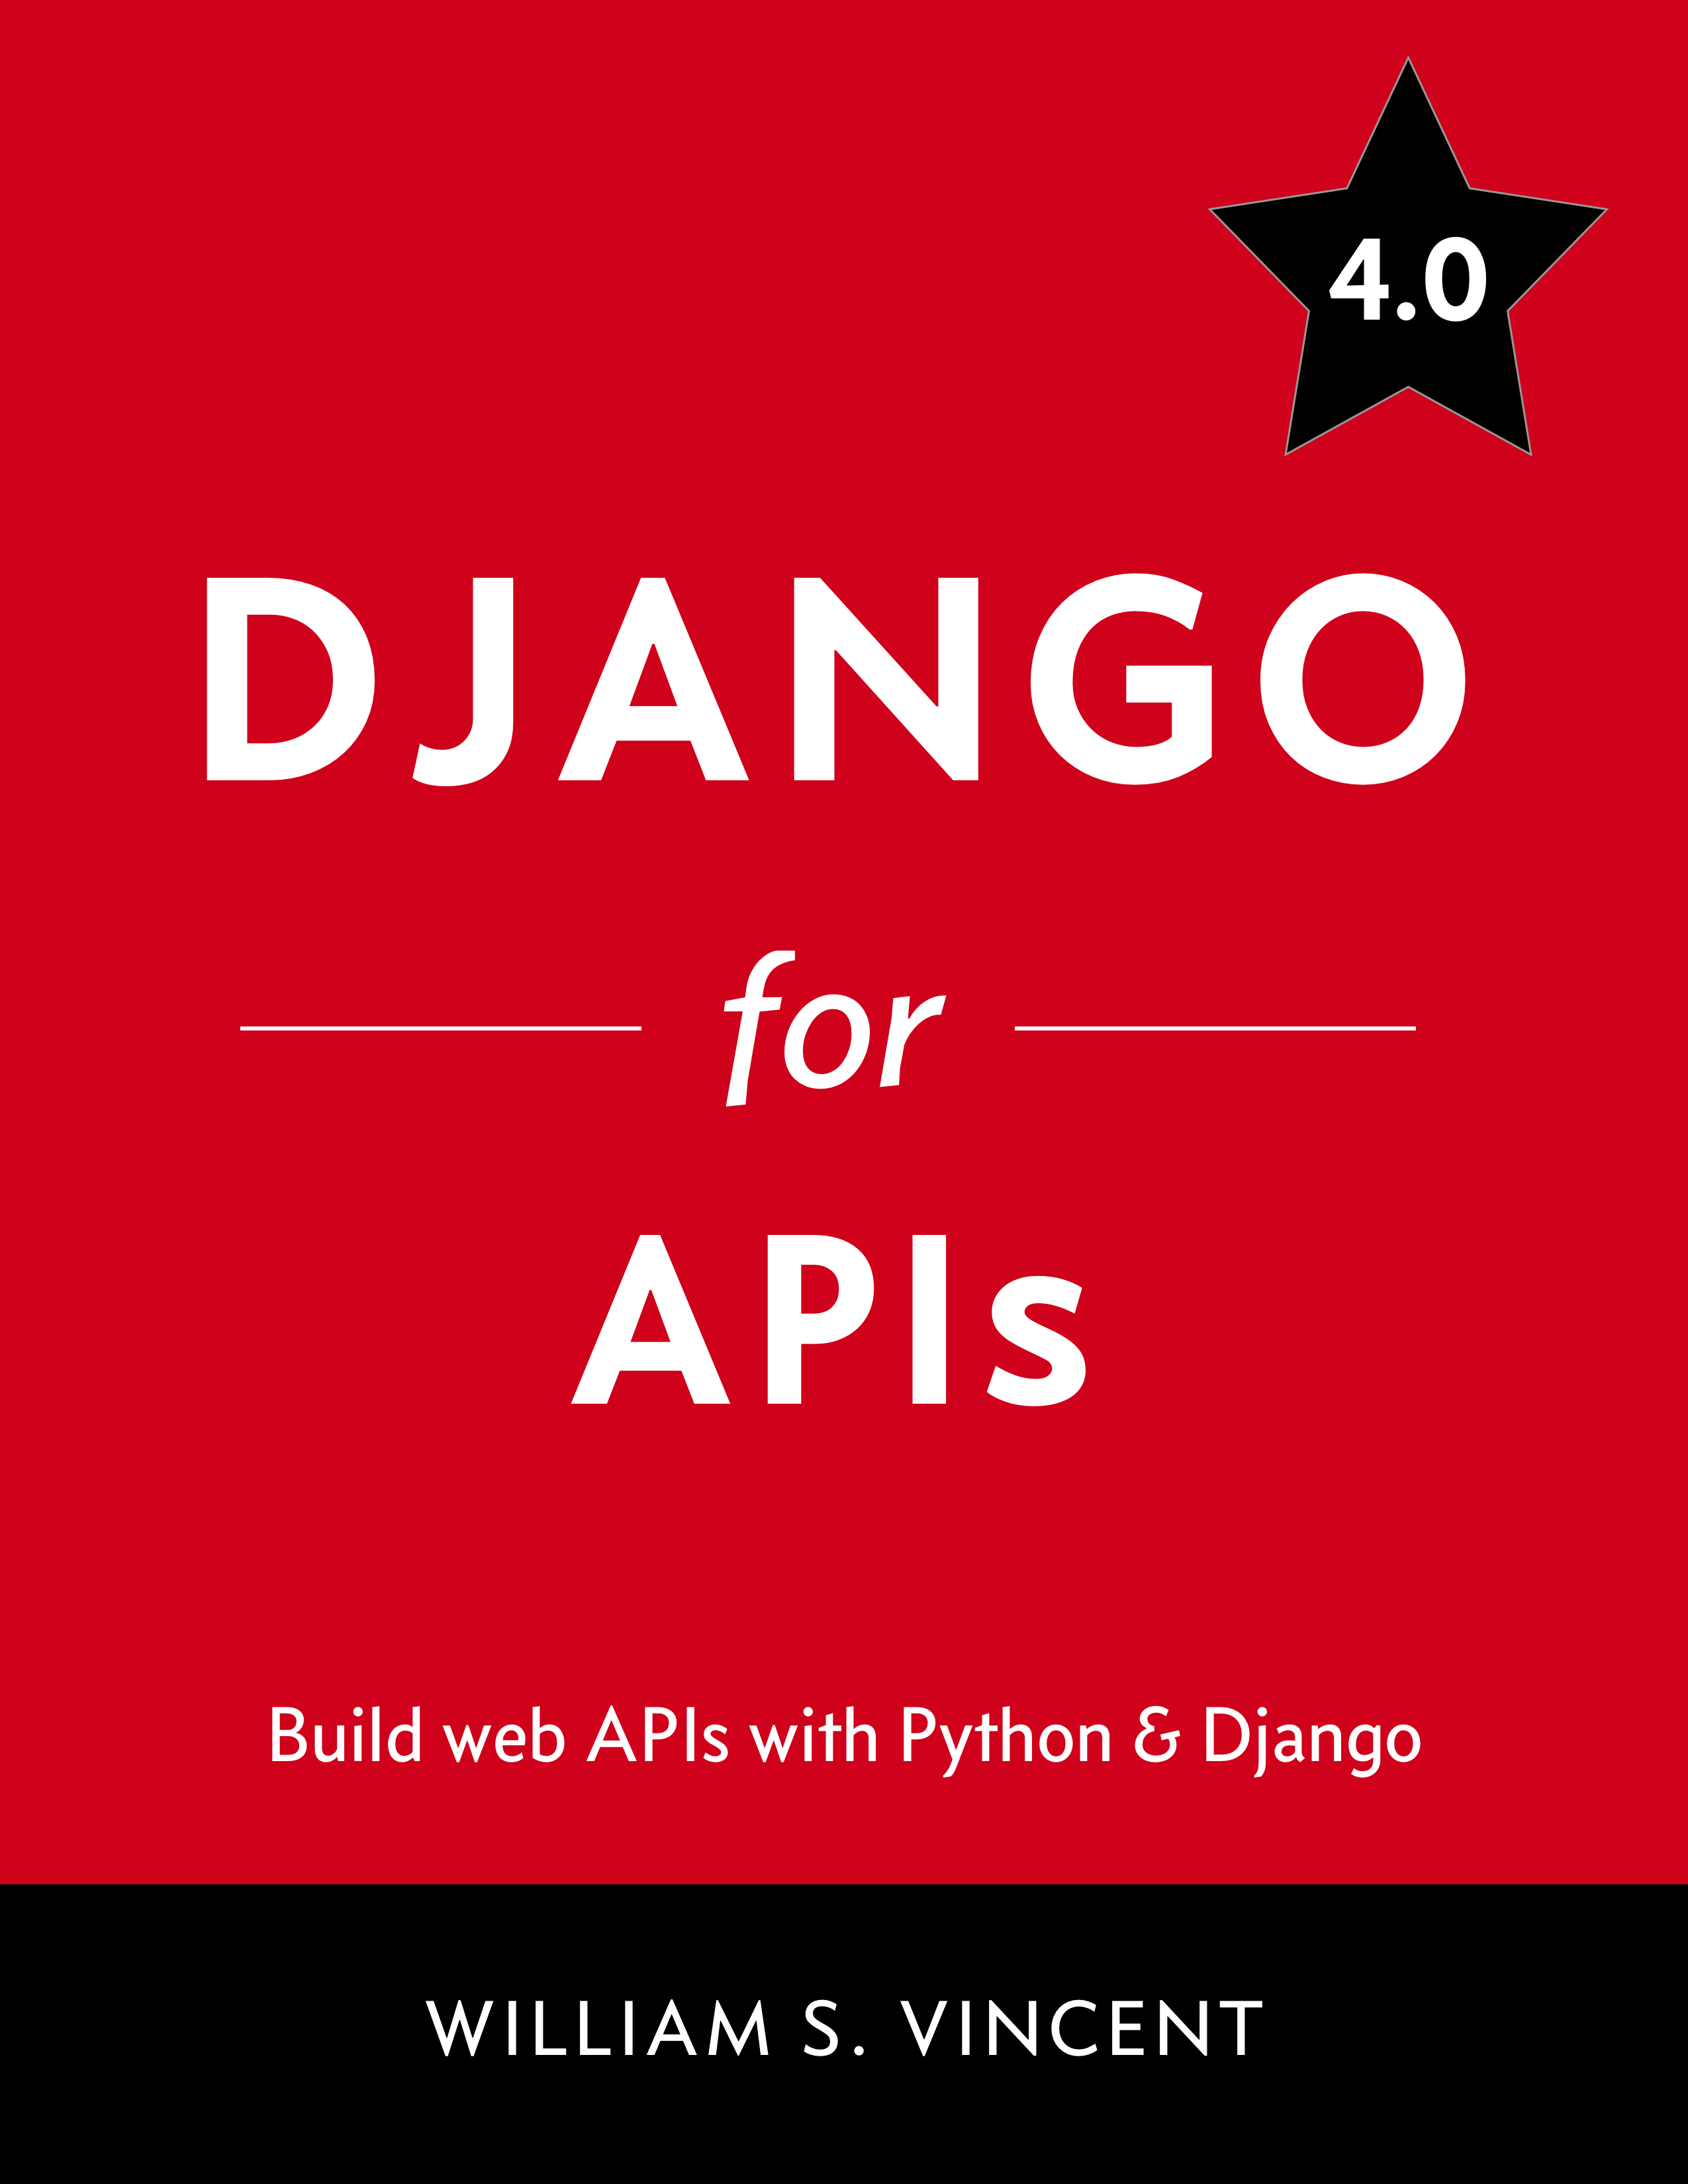 4.0
DJANGO
for
APIs
Build web APIs with Python & Django
WILLIAM S. VINCENT